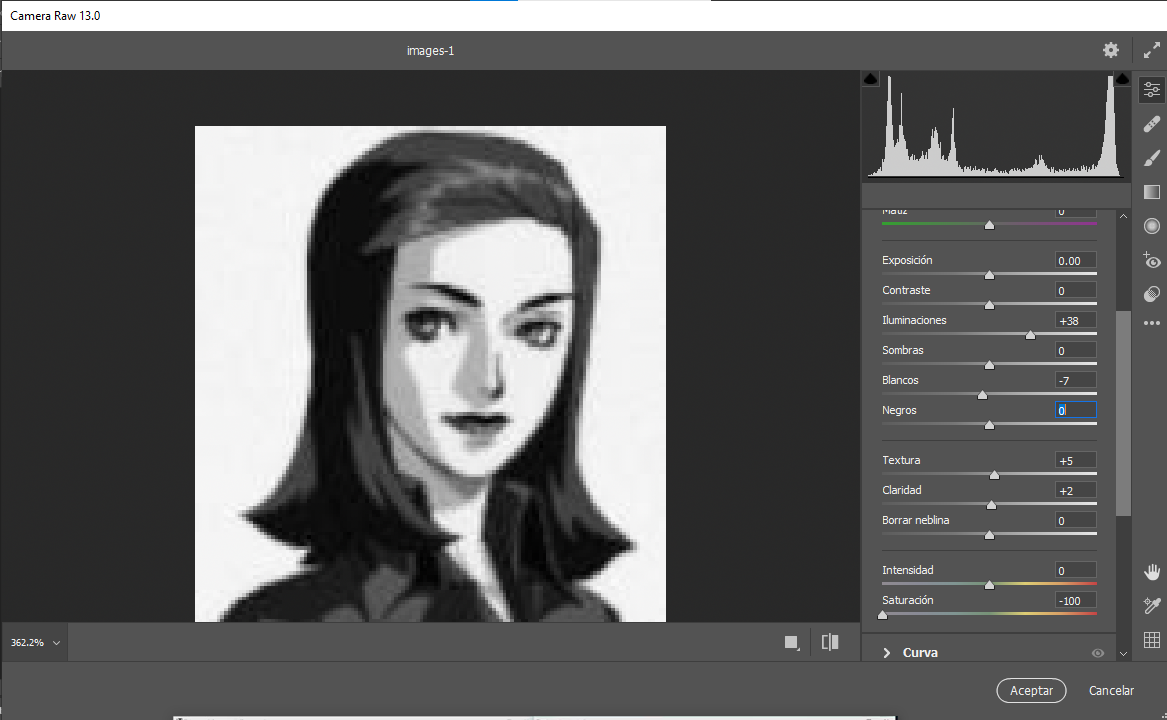 Camera Raw 13.0
images-1
Matiz 0
Exposición 0.00
Contraste 0
Iluminaciones +38
Sombras 0
Blancos -7
Negros 0
Textura +5
Claridad +2
Borrar neblina 0
Intensidad 0
Saturación -100
362.2%
Curva
Aceptar Cancelar